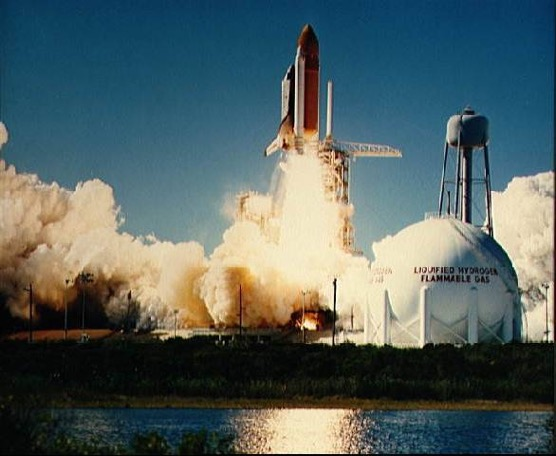 LIQUIFIED HYDROGEN
FLAMMABLE GAS